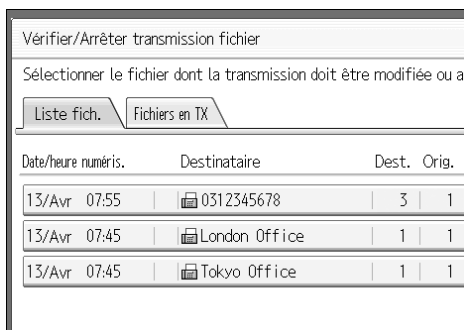 Vérifier/Arrêter transmission fichier
Sélectionner le fichier dont la transmission doit être modifiée ou a
Liste fich. Fichiers en TX
Date/heure numéris. Destinataire Dest. Orig.
13/Avr 07:55 0312345678 3 1
13/Avr 07:45 London Office 1 1
13/Avr 07:45 Tokyo Office 1 1